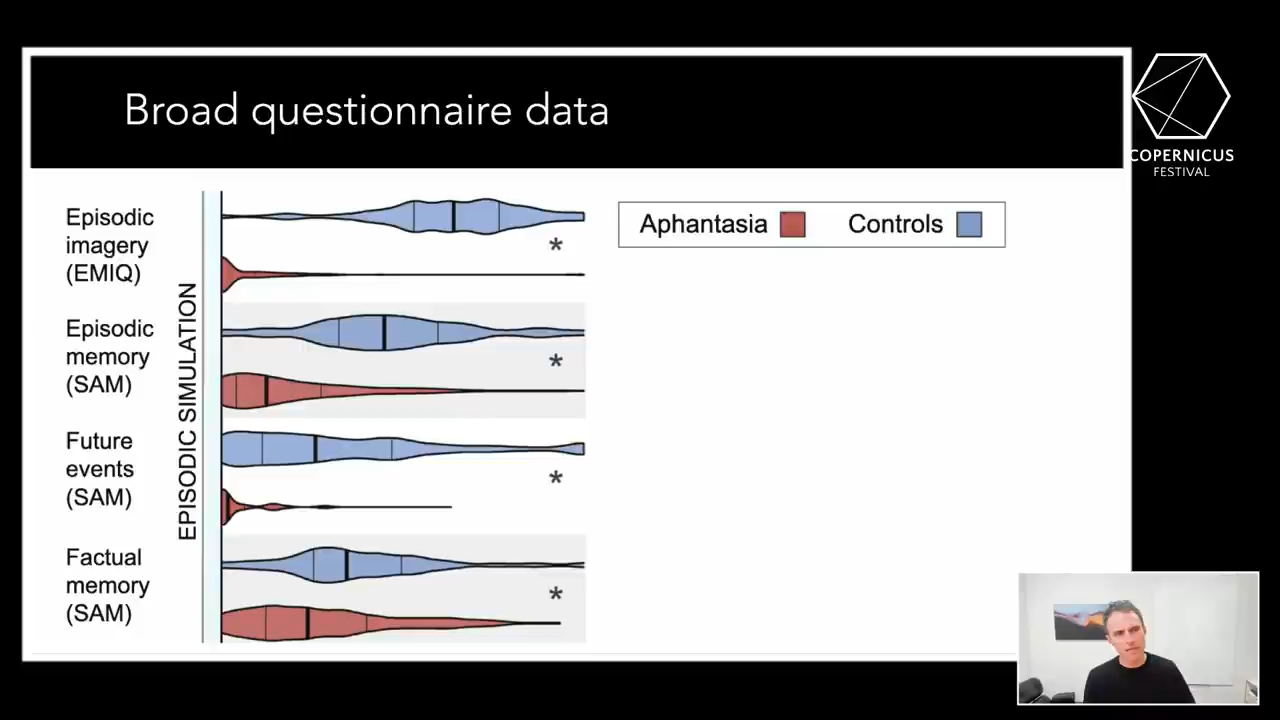 Broad questionnaire data
COPERNICUS
FESTIVAL
Aphantasia
Controls
EPISODIC SIMULATION
Episodic
imagery
(EMIQ)
*
Episodic
memory
(SAM)
*
Future
events
(SAM)
*
Factual
memory
(SAM)
*